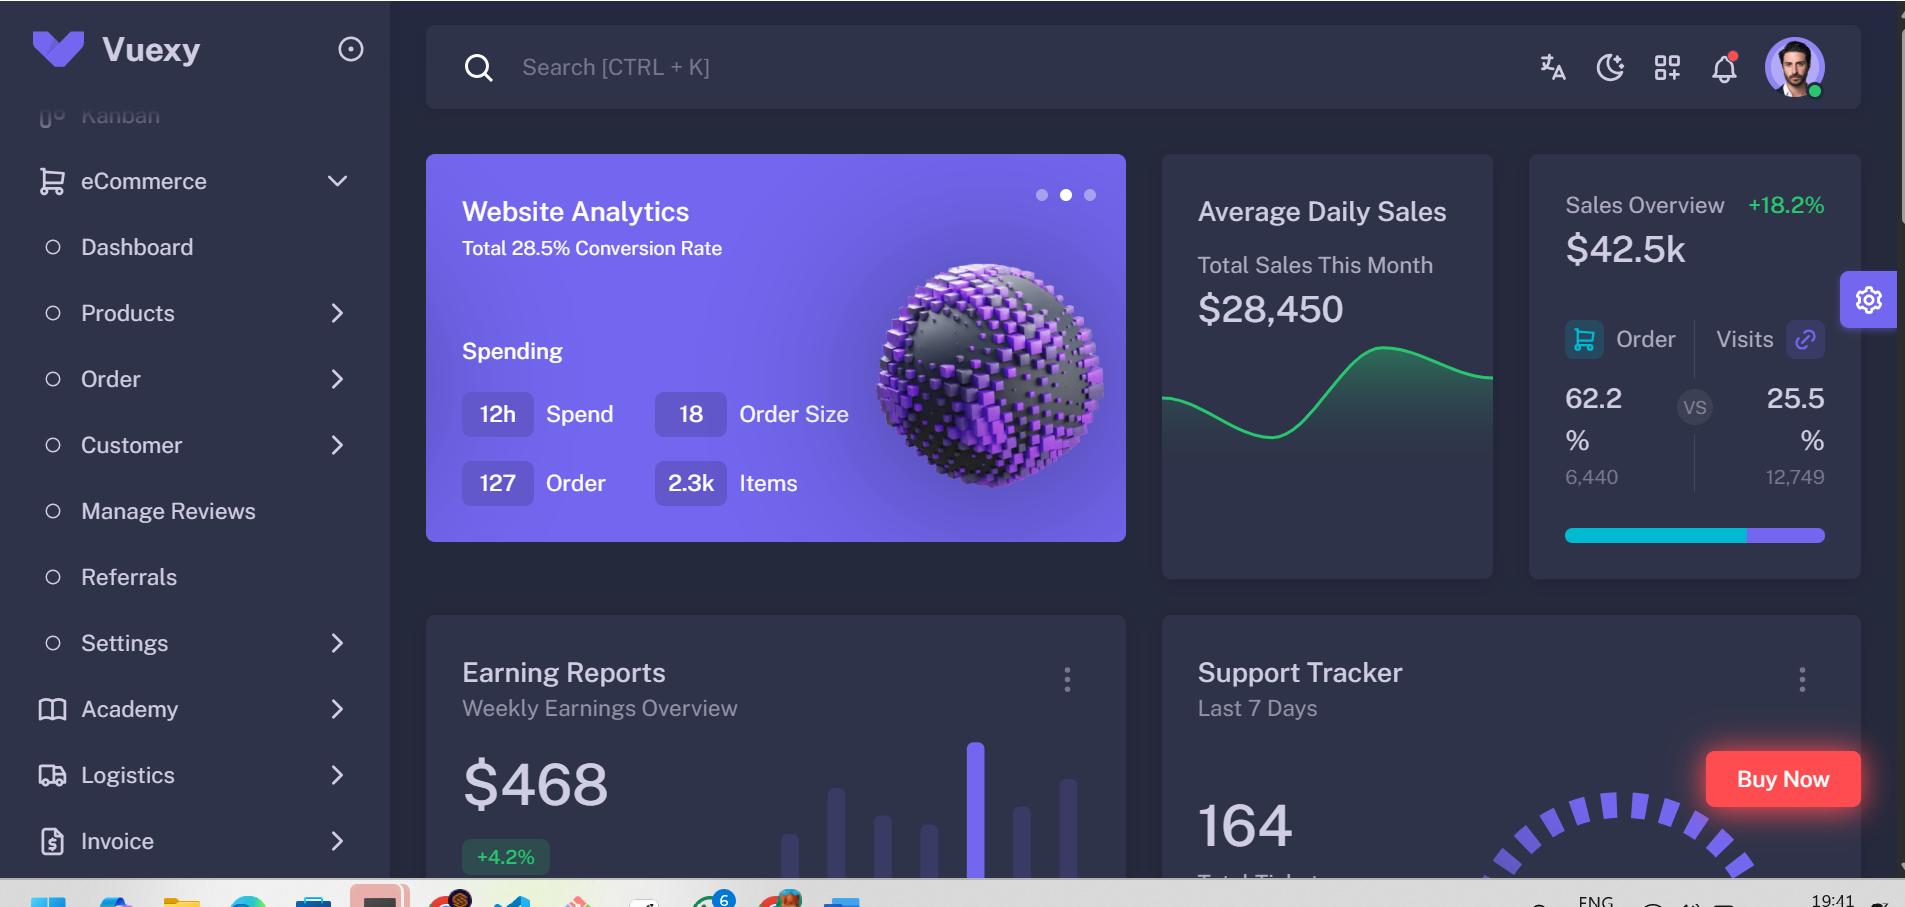 Vuexy
Kanban
eCommerce
Dashboard
Products
Order
Customer
Manage Reviews
Referrals
Settings
Academy
Logistics
Invoice
Search [CTRL + K]
Website Analytics
Total 28.5% Conversion Rate
Spending
12h Spend 18 Order Size
127 Order 2.3k Items
Average Daily Sales
Total Sales This Month
$28,450
Sales Overview +18.2%
$42.5k
Order Visits
62.2 VS 25.5
% %
6,440 12,749
Earning Reports
Weekly Earnings Overview
$468
+4.2%
Support Tracker
Last 7 Days
Buy Now
164
6
ENG
19:41